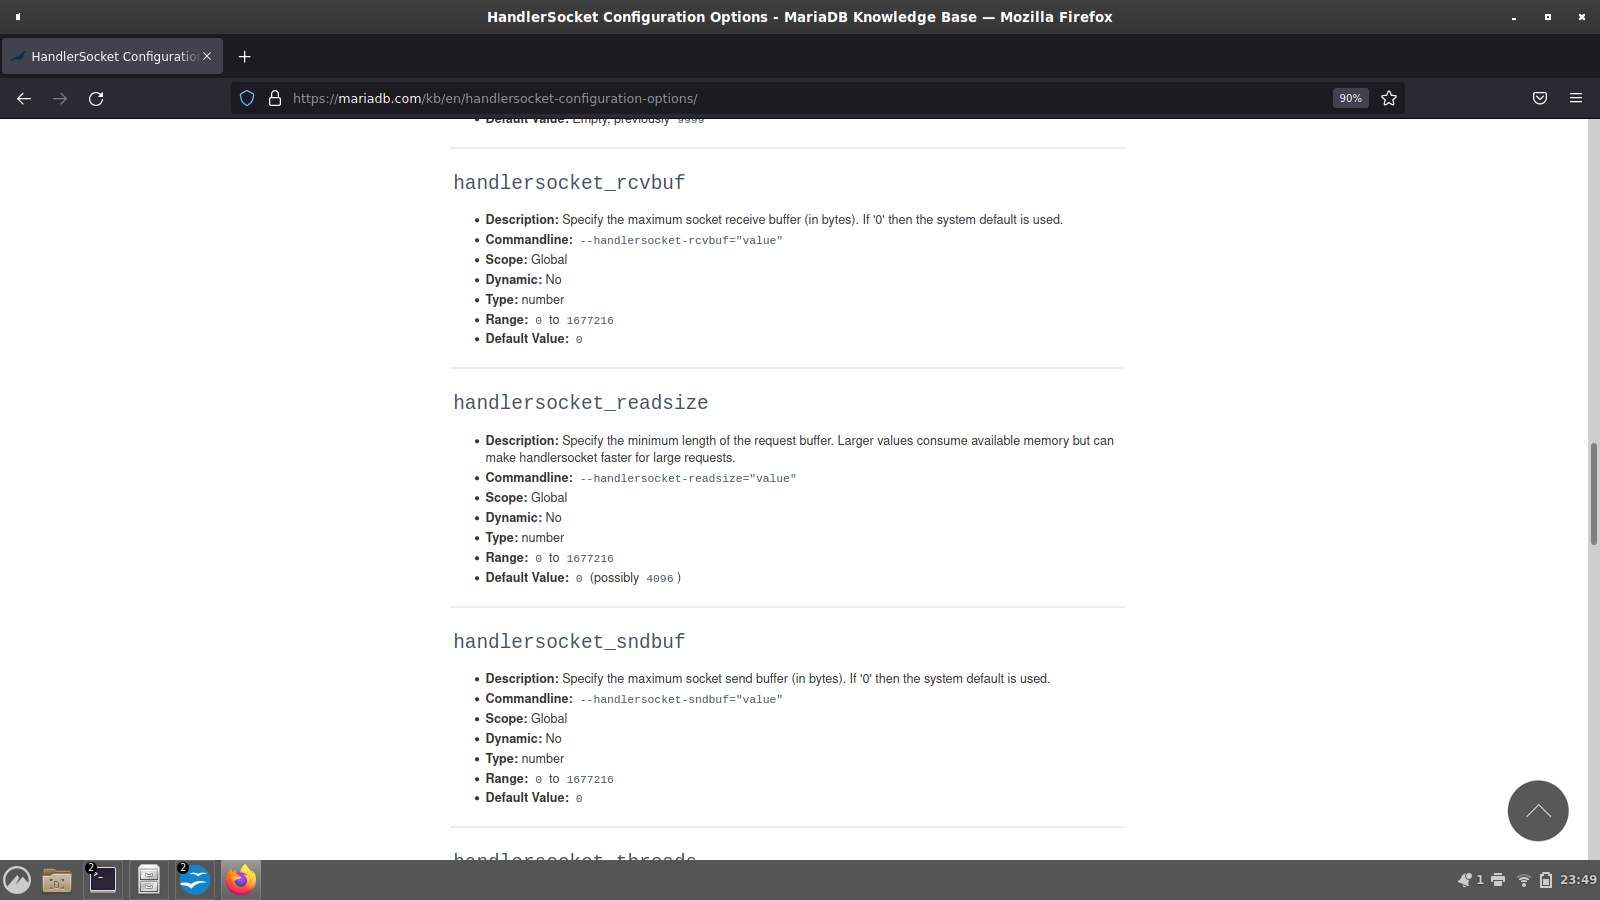 HandlerSocket Configuration Options - MariaDB Knowledge Base — Mozilla Firefox
HandlerSocket Configuratio
https://mariadb.com/kb/en/handlersocket-configuration-options/
90%
Default Value: Empty, previously 9999
handlersocket_rcvbuf
Description: Specify the maximum socket receive buffer (in bytes). If '0' then the system default is used.
Commandline: --handlersocket-rcvbuf="value"
Scope: Global
Dynamic: No
Type: number
Range: 0 to 1677216
Default Value: 0
handlersocket_readsize
Description: Specify the minimum length of the request buffer. Larger values consume available memory but can
make handlersocket faster for large requests.
Commandline: --handlersocket-readsize="value"
Scope: Global
Dynamic: No
Type: number
Range: 0 to 1677216
Default Value: 0 (possibly 4096 )
handlersocket_sndbuf
Description: Specify the maximum socket send buffer (in bytes). If '0' then the system default is used.
Commandline: --handlersocket-sndbuf="value"
Scope: Global
Dynamic: No
Type: number
Range: 0 to 1677216
Default Value: 0
handlersocket_threads
2
2
1
23:49